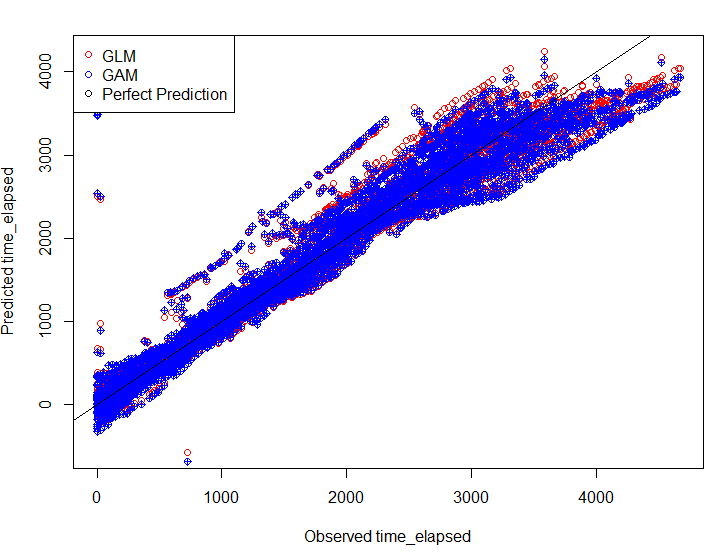 GLM
GAM
Perfect Prediction
Predicted time_elapsed
4000
3000
2000
1000
0
0 1000 2000 3000 4000
Observed time_elapsed